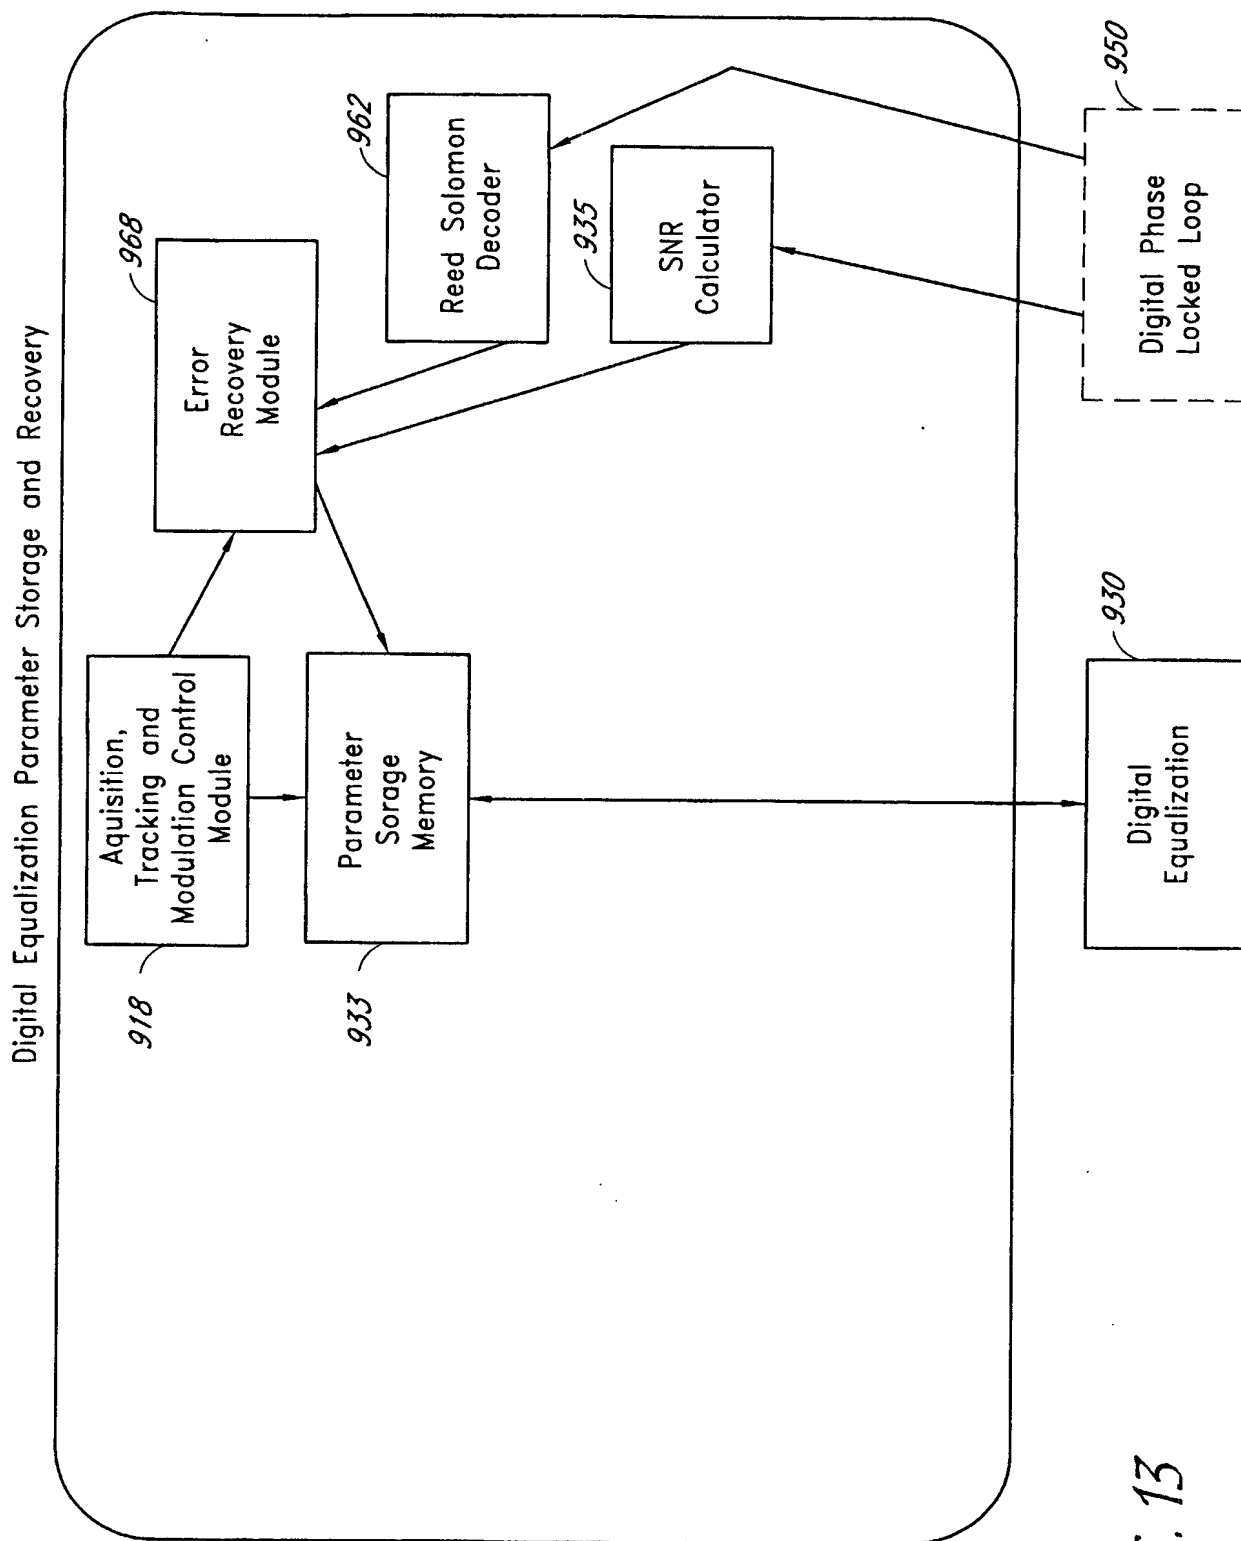 Digital Equalization Parameter Storage and Recovery
918
Aquisition,
Tracking and
Modulation Control
Module
968
Error
Recovery
Module
933
Parameter
Sorage
Memory
962
Reed Solomon
Decoder
935
SNR
Calculator
930
Digital
Equalization
950
Digital Phase
Locked Loop
13